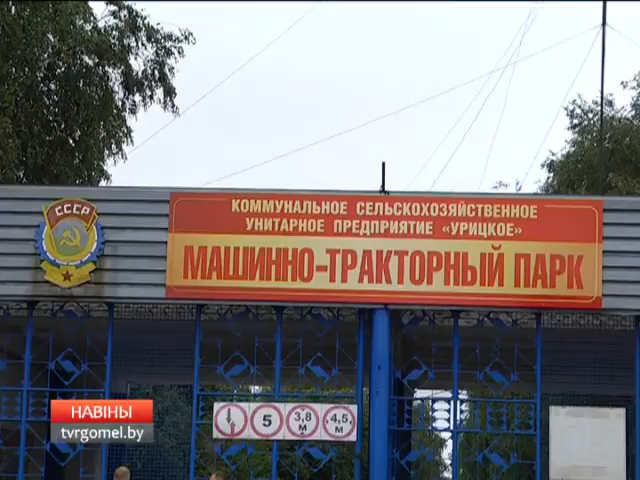 СССР
КОММУНАЛЬНОЕ СЕЛЬСКОХОЗЯЙСТВЕННОЕ
УНИТАРНОЕ ПРЕДПРИЯТИЕ «УРИЦКОЕ»
МАШИННО-ТРАКТОРНЫЙ ПАРК
5
3,8
М
4,5
М
НАВІНЫ
tvrgomel.by